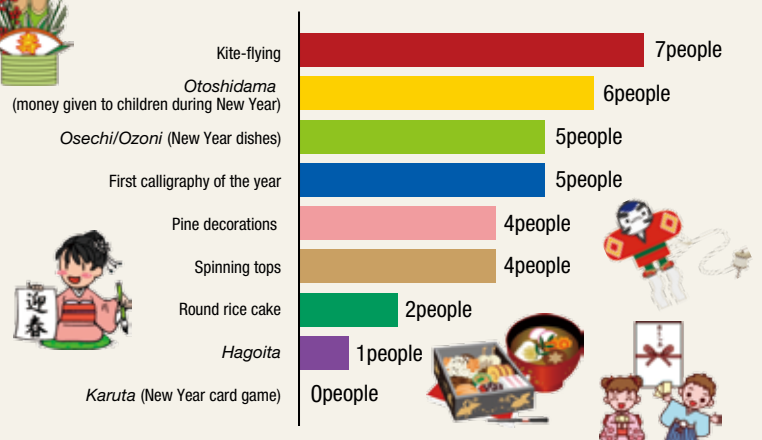 Kite-flying 7people
Otoshidama
(money given to children during New Year) 6people
Osechi/Ozoni (New Year dishes) 5people
First calligraphy of the year 5people
Pine decorations 4people
Spinning tops 4people
Round rice cake 2people
Hagoita 1people
Karuta (New Year card game) 0people
迎
春